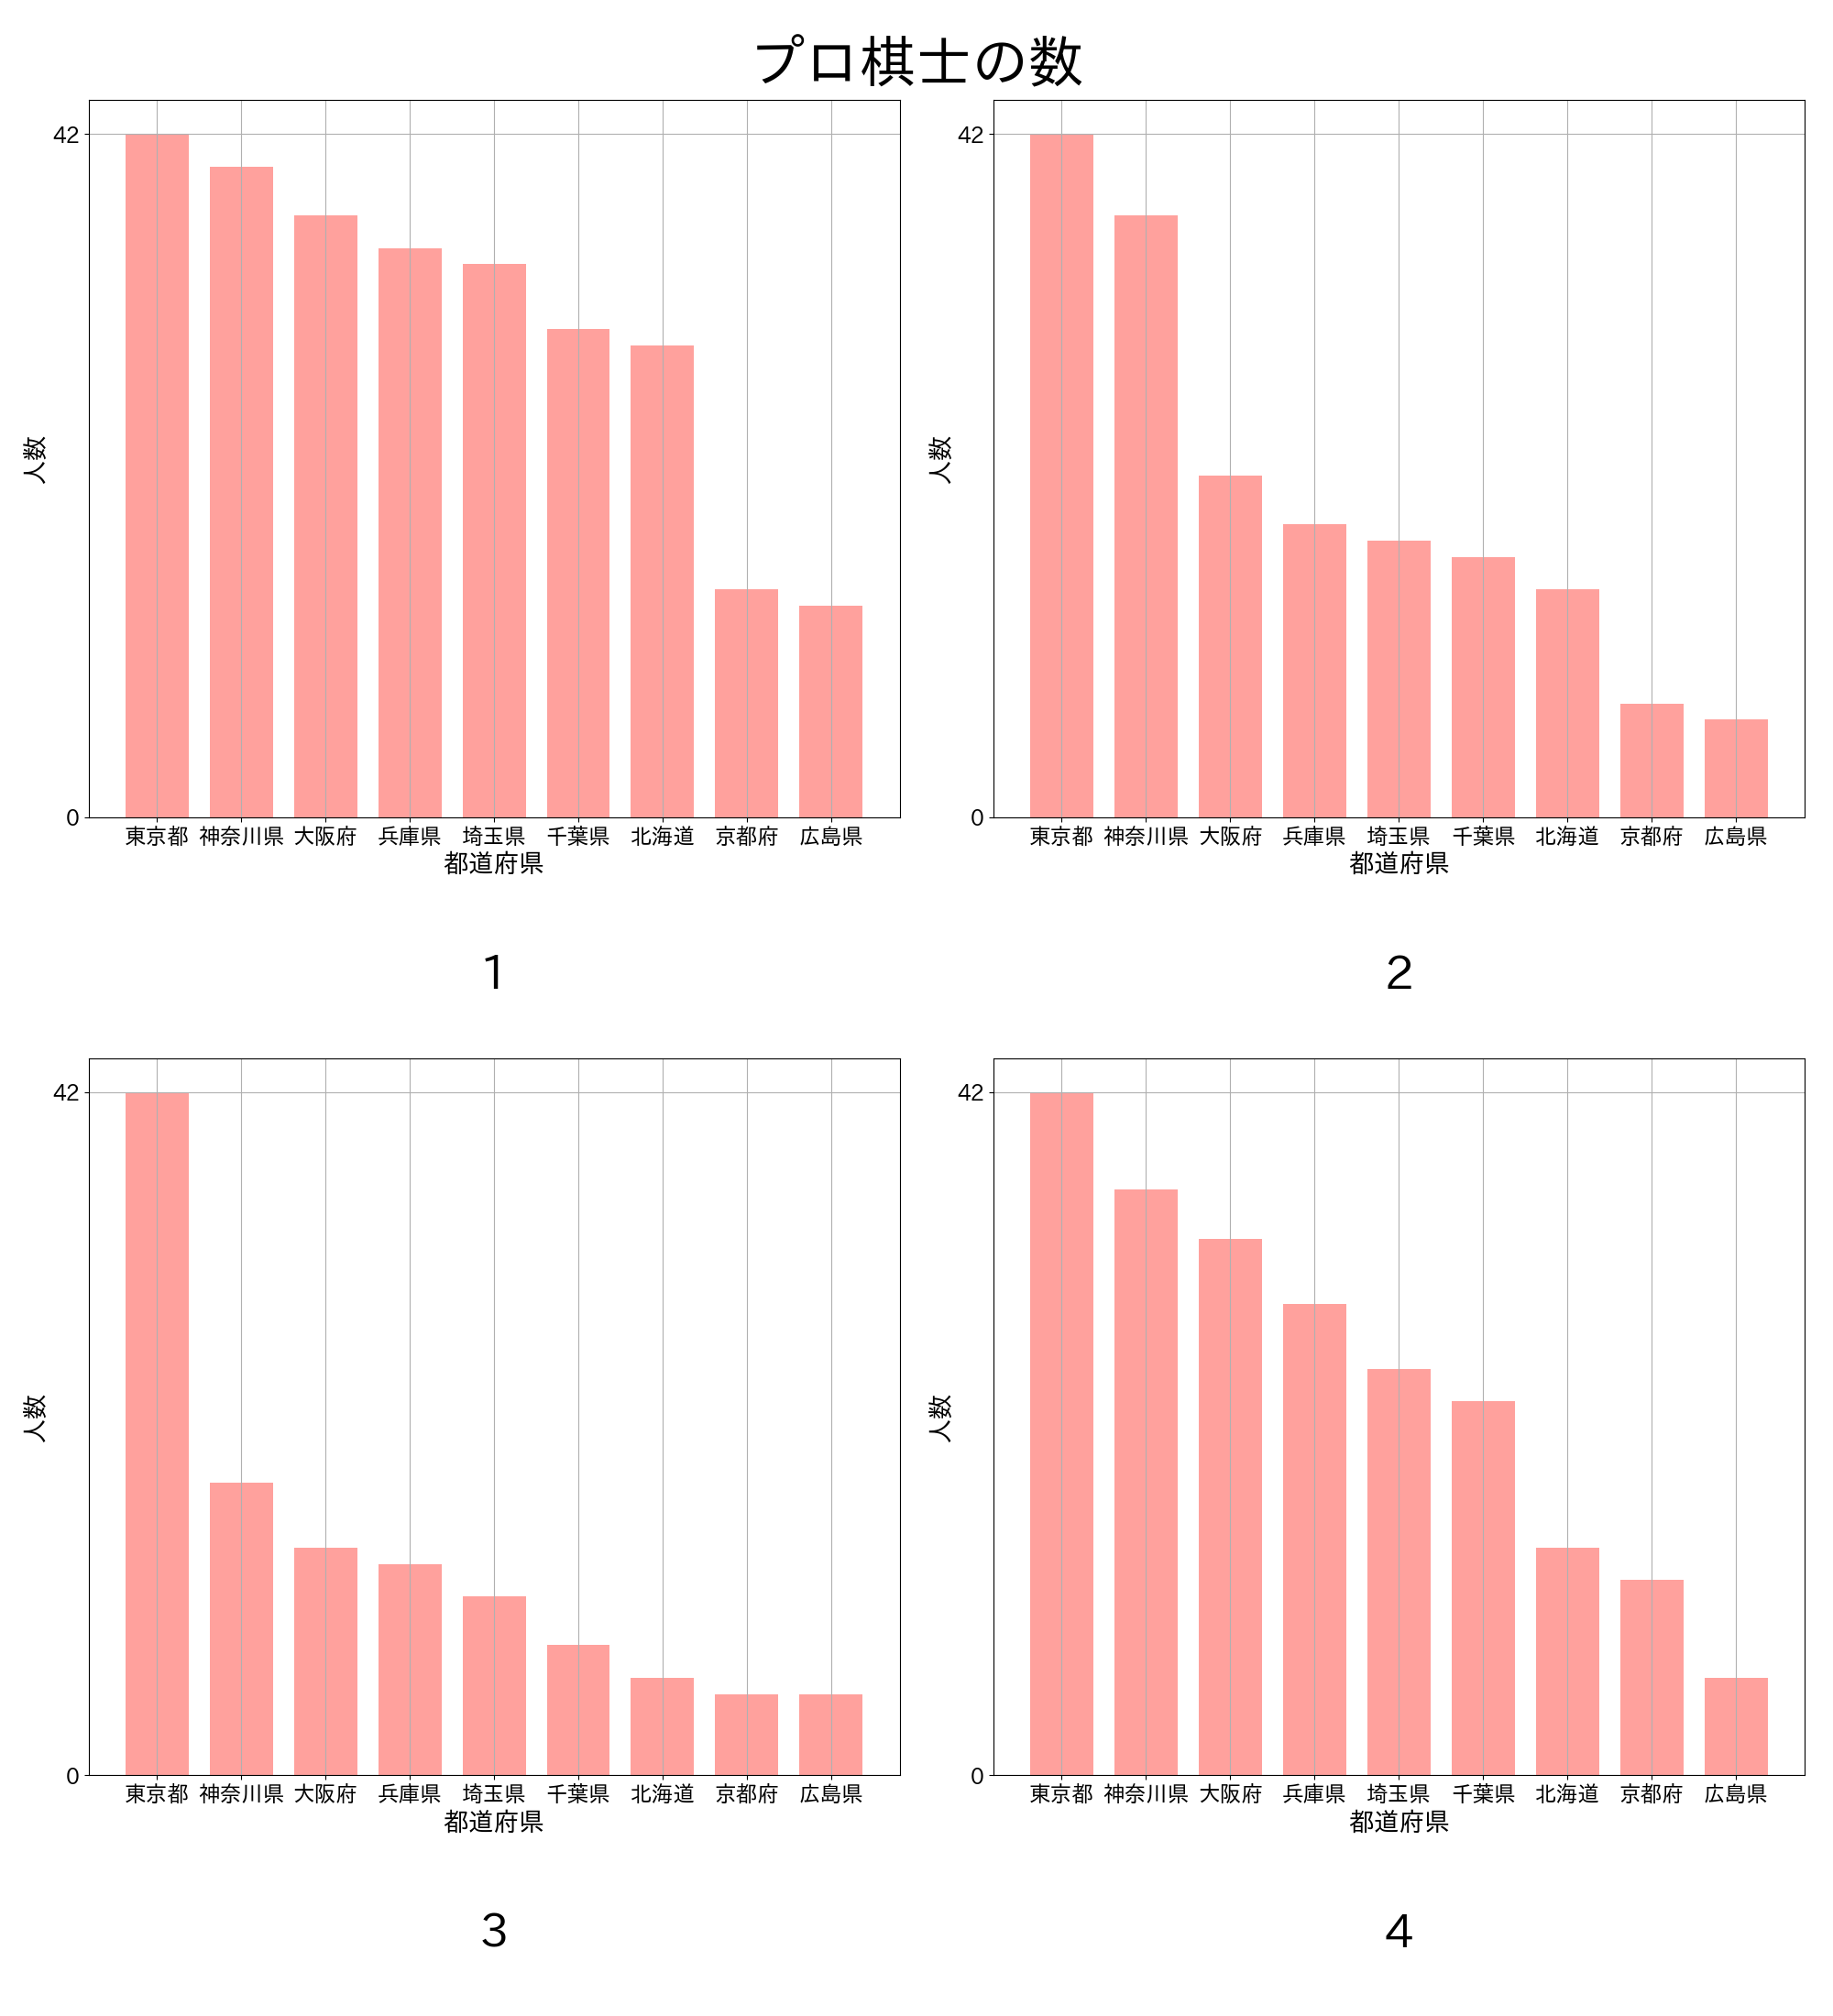 プロ棋士の数
42
0
人数
東京都 神奈川県 大阪府 兵庫県 埼玉県 千葉県 北海道 京都府 広島県
都道府県
1
42
0
人数
東京都 神奈川県 大阪府 兵庫県 埼玉県 千葉県 北海道 京都府 広島県
都道府県
2
42
0
人数
東京都 神奈川県 大阪府 兵庫県 埼玉県 千葉県 北海道 京都府 広島県
都道府県
3
42
0
人数
東京都 神奈川県 大阪府 兵庫県 埼玉県 千葉県 北海道 京都府 広島県
都道府県
4